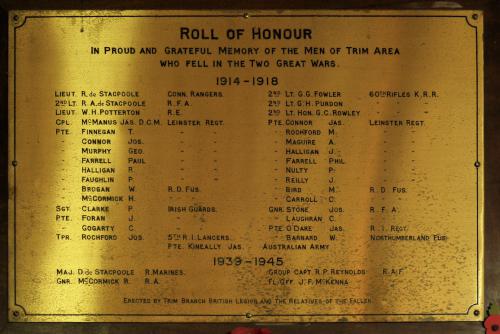 ROLL OF HONOUR
IN PROUD AND GRATEFUL MEMORY OF THE MEN OF TRIM AREA
WHO FELL IN THE TWO GREAT WARS.
1914-1918
LIEUT. R. de STACPOOLE CONN. RANGERS. 2ND LT. G.G. FOWLER 60TH RIFLES K.R.R.
2ND LT. R.A. de STACPOOLE R.F.A. 2ND LT. G.H. PURDON " " "
LIEUT. W.H. POTTERTON R.E. 2ND LT. HON. G.C. ROWLEY " " "
CPL. McMANUS JAS. D.C.M. LEINSTER REGT. PTE. CONNOR JAS. LEINSTER REGT.
PTE. FINNEGAN T. " " " ROCHFORD M. " "
" CONNOR JOS. " " " MAGUIRE A. " "
" MURPHY GEO. " " " HALLIGAN J. " "
" FARRELL PAUL " " " FARRELL PHIL. " "
" HALLIGAN R. " " " NULTY P. " "
" FAUGHLIN P. " " " REILLY J. " "
" BROGAN W. R.D. FUS. " BIRD M. R.D. FUS.
" McCORMICK H. " " " CARROLL C. " "
SGT. CLARKE P. IRISH GUARDS. GNR. STONE JOS. R.F.A.
PTE. FORAN J. " " " LAUGHRAN C. "
" GOGARTY C. " " PTE. O'DARE JAS. R.I. REGT.
TPR. ROCHFORD JOS. 5TH R.I. LANCERS. " BARNARD W. NORTHUMBERLAND FUS.
PTE. KINEALLY JAS. AUSTRALIAN ARMY
1939-1945
MAJ. D. de STACPOOLE R. MARINES. GROUP CAPT. R.P. REYNOLDS R.A.F.
GNR. McCORMICK R. R.A. FL. OFF. J.F. McKENNA "
ERECTED BY TRIM BRANCH BRITISH LEGION AND THE RELATIVES OF THE FALLEN